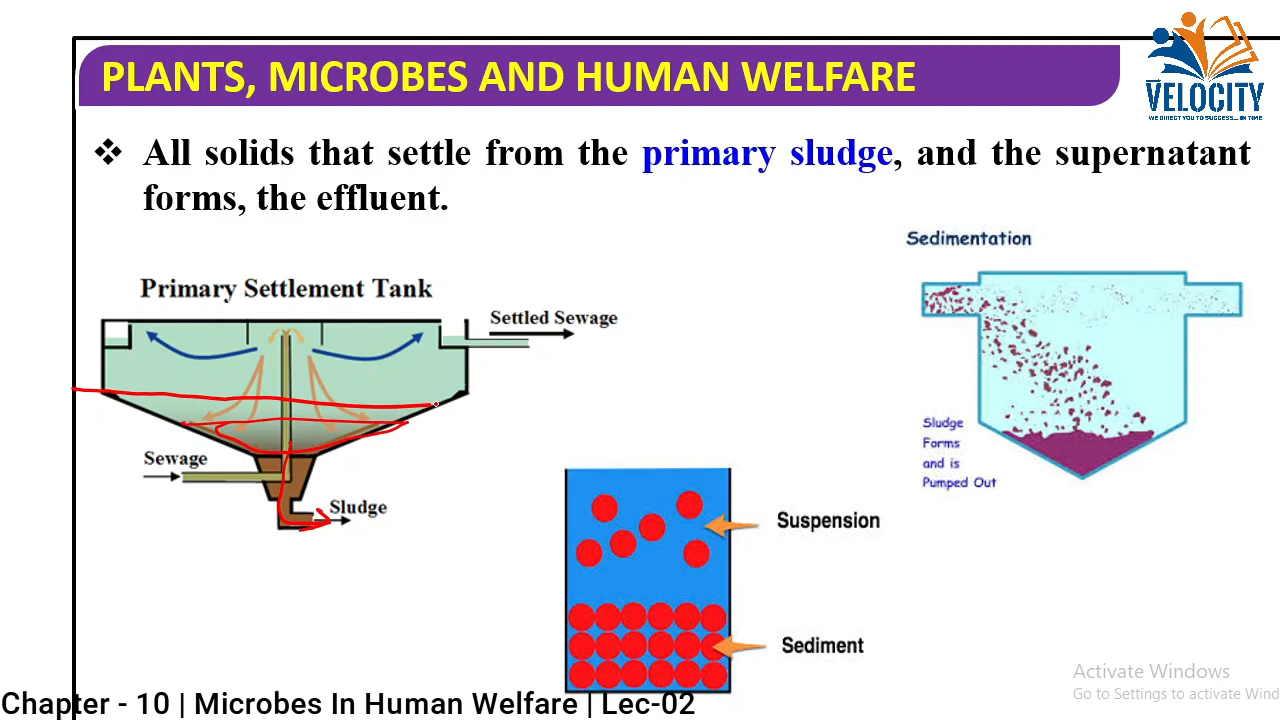 PLANTS, MICROBES AND HUMAN WELFARE
VELOCITY
WE DIRECT YOU TO SUCCESS.... IN TIME
❖ All solids that settle from the primary sludge, and the supernatant
forms, the effluent.
Sedimentation
Primary Settlement Tank
Settled Sewage
Sludge
Forms
and is
Pumped Out
Sewage
Sludge
Suspension
Sediment
Activate Windows
Go to Settings to activate Wind
Chapter - 10 | Microbes In Human Welfare | Lec-02